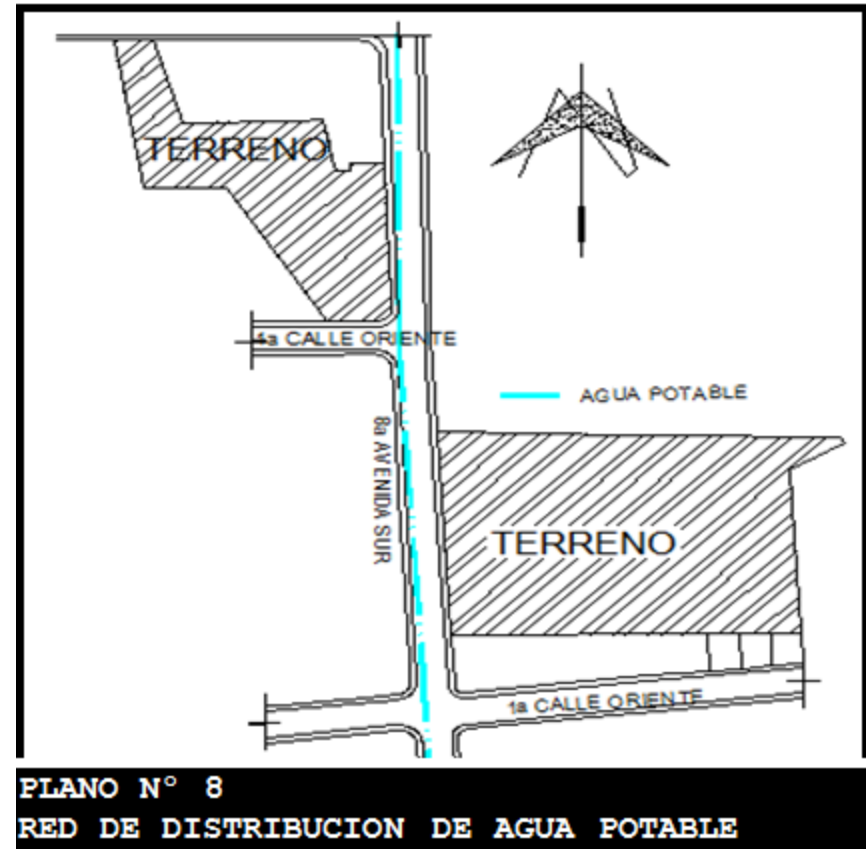 TERRENO
1a CALLE ORIENTE
AGUA POTABLE
8a AVENIDA SUR
TERRENO
1a CALLE ORIENTE
PLANO N° 8
RED DE DISTRIBUCION DE AGUA POTABLE